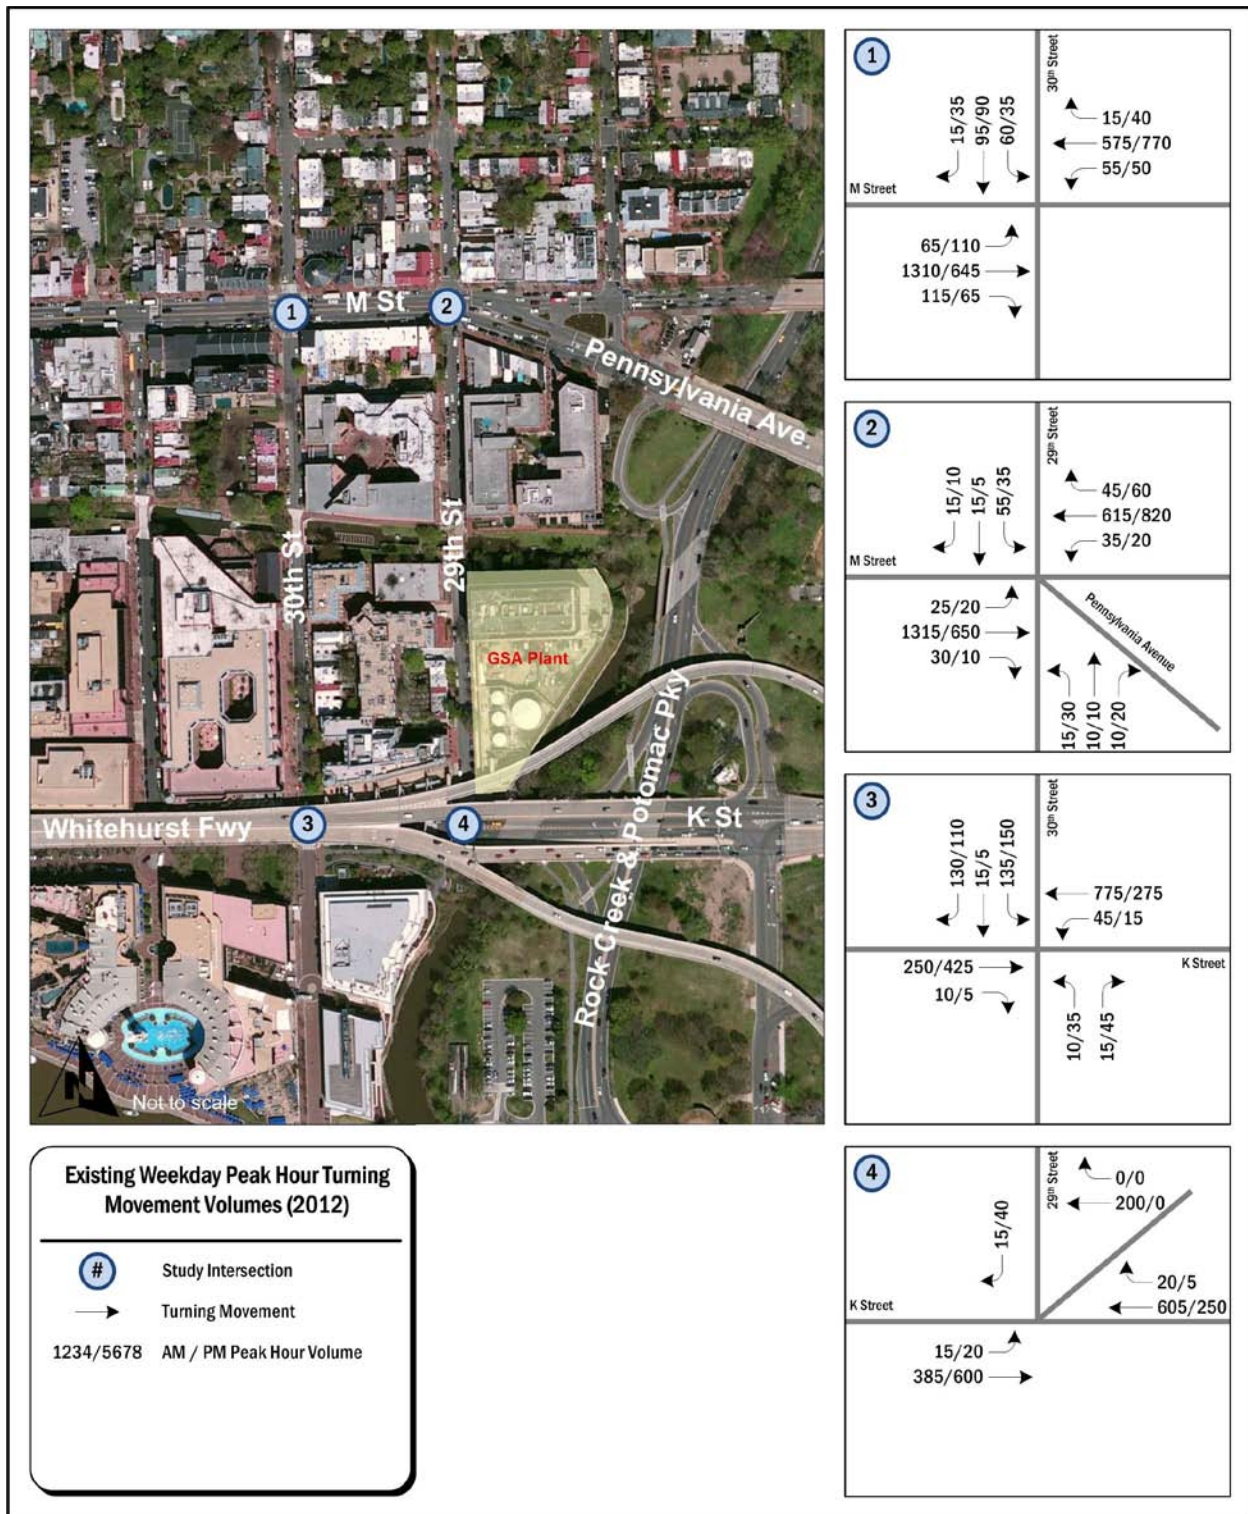 1
2
M St
Pennsylvania Ave.
30th St
29th St
GSA Plant
Rock Creek & Potomac Pky
Whitehurst Fwy
3
4
K St
N
Not to scale
Existing Weekday Peak Hour Turning
Movement Volumes (2012)
# Study Intersection
Turning Movement
1234/5678 AM / PM Peak Hour Volume
1
30th Street
15/35
95/90
60/35
15/40
575/770
55/50
M Street
65/110
1310/645
115/65
2
29th Street
15/10
15/5
55/35
45/60
615/820
35/20
M Street
25/20
1315/650
30/10
Pennsylvania Avenue
15/30
10/10
10/20
3
30th Street
130/110
15/5
135/150
775/275
45/15
K Street
250/425
10/5
10/35
15/45
4
29th Street
0/0
200/0
15/40
20/5
605/250
K Street
15/20
385/600